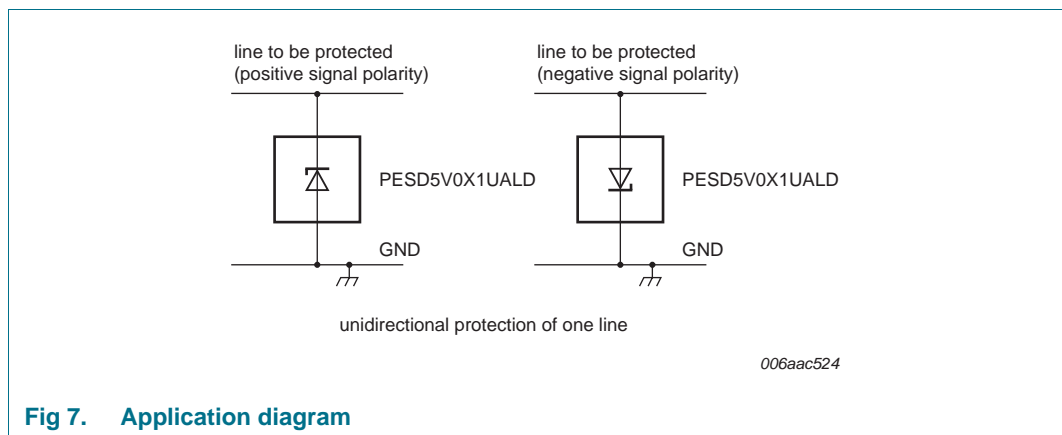 line to be protected
(positive signal polarity)
PESD5V0X1UALD
GND
line to be protected
(negative signal polarity)
PESD5V0X1UALD
GND
unidirectional protection of one line
006aac524
Fig 7. Application diagram